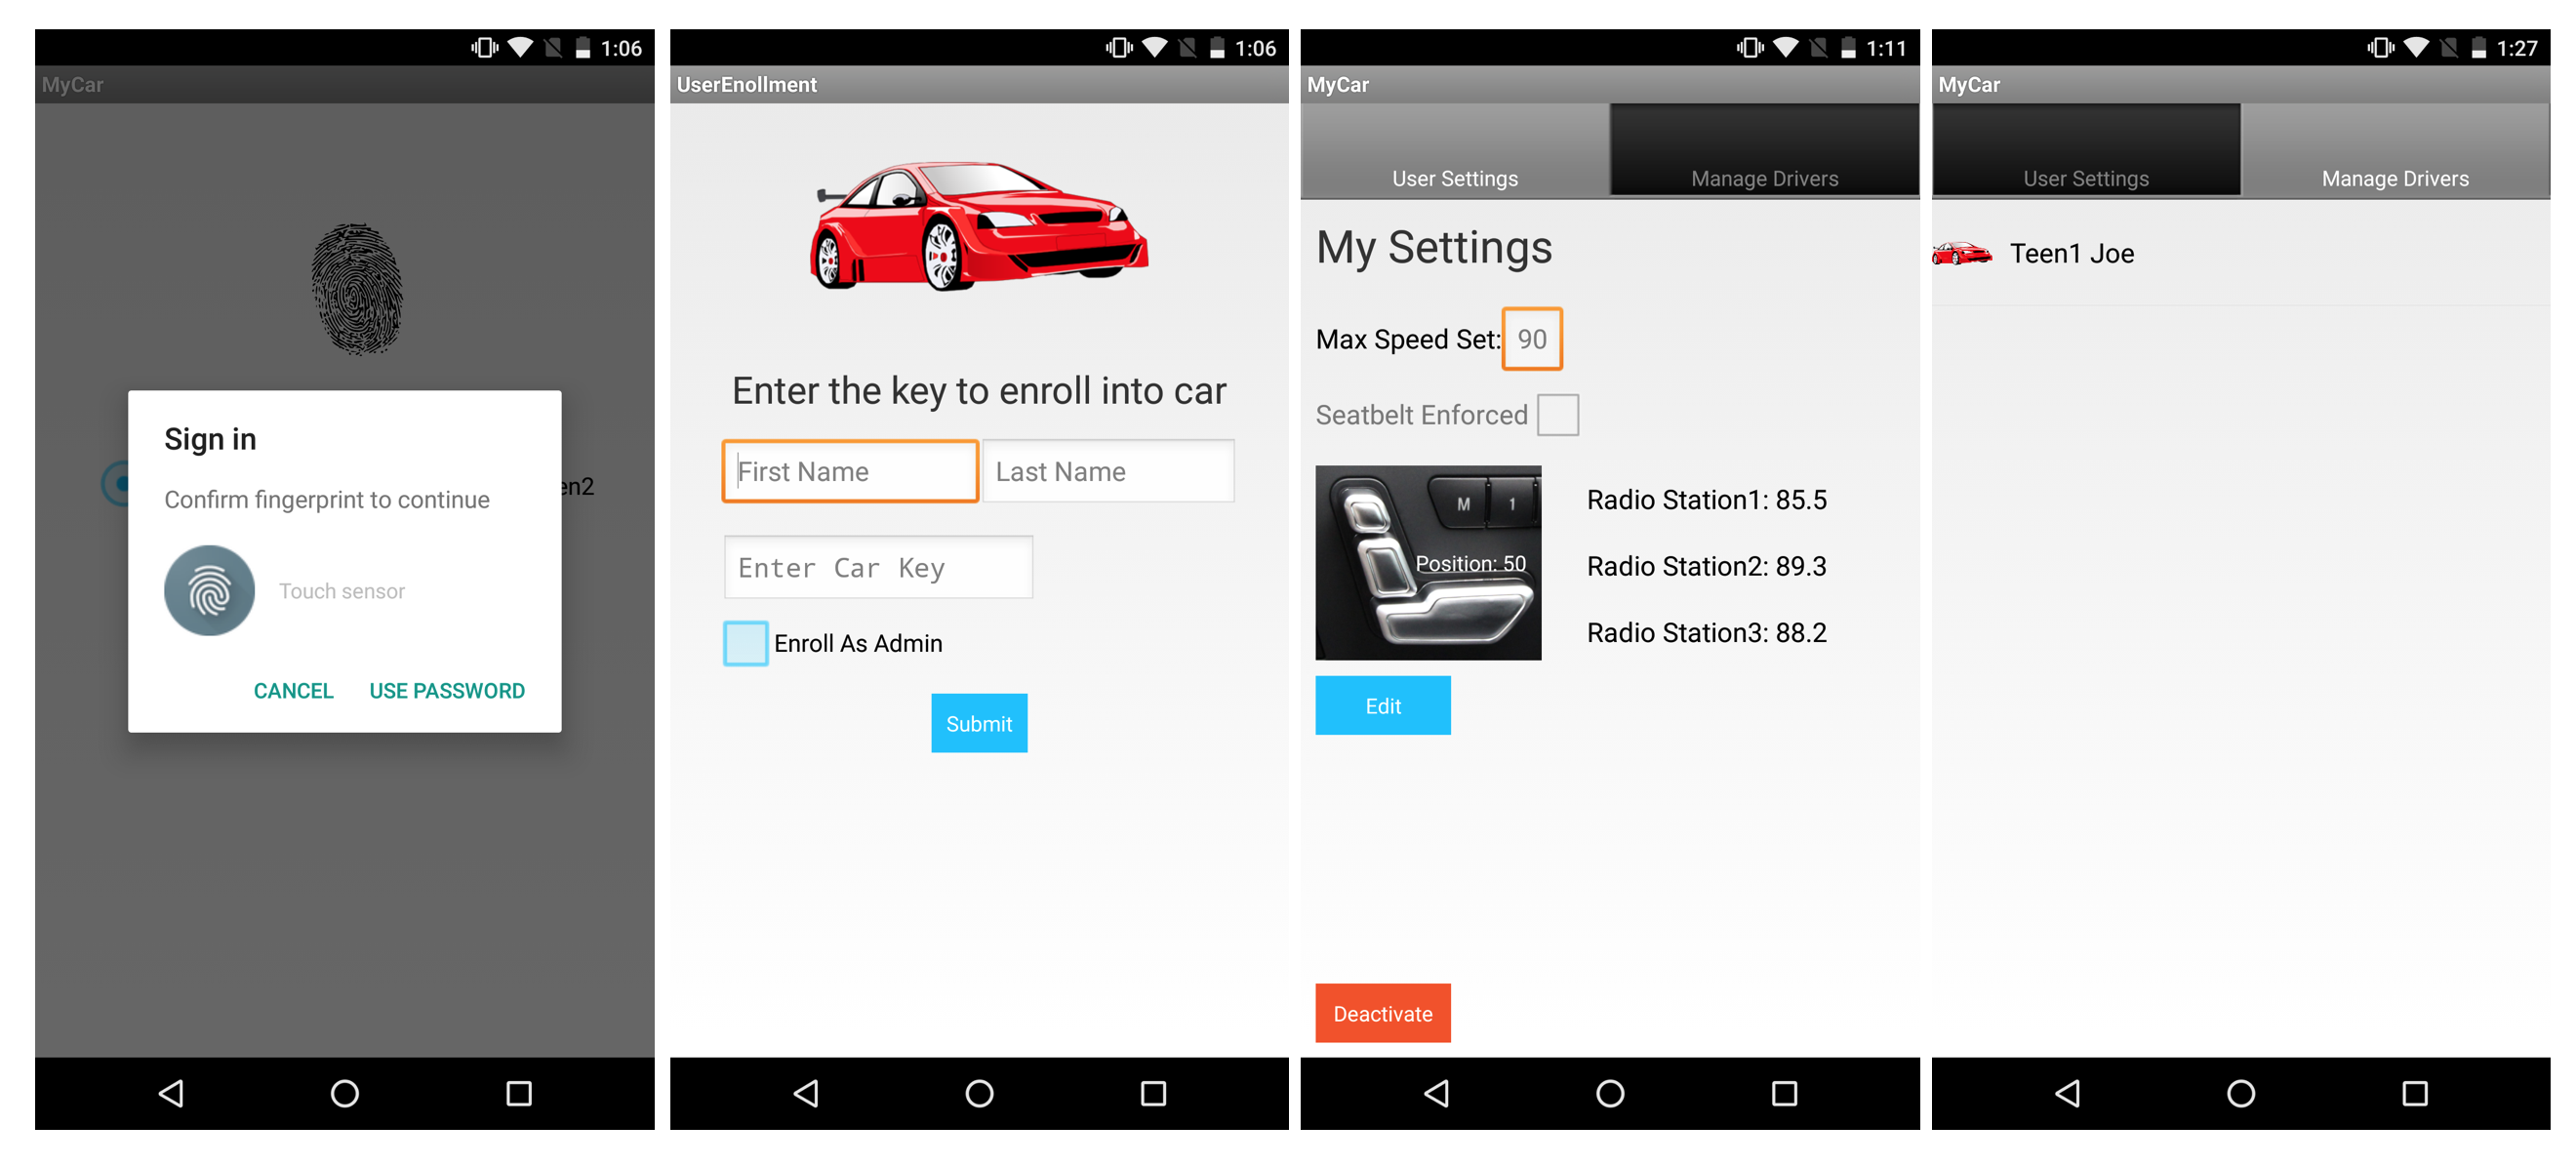 1:06
MyCar
Sign in
Confirm fingerprint to continue
en2
Touch sensor
CANCEL USE PASSWORD
1:06
UserEnollment
Enter the key to enroll into car
First Name Last Name
Enter Car Key
Enroll As Admin
Submit
1:11
MyCar
User Settings Manage Drivers
My Settings
Max Speed Set: 90
Seatbelt Enforced
M 1
Position: 50
Radio Station1: 85.5
Radio Station2: 89.3
Radio Station3: 88.2
Edit
Deactivate
1:27
MyCar
User Settings Manage Drivers
Teen1 Joe